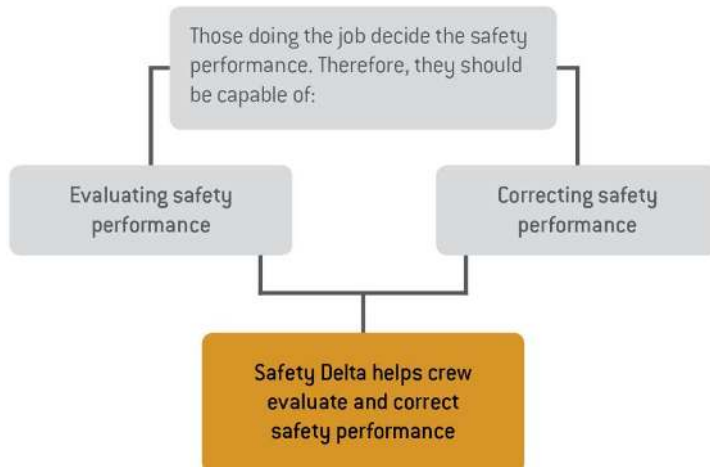 Those doing the job decide the safety
performance. Therefore, they should
be capable of:
Evaluating safety
performance
Correcting safety
performance
Safety Delta helps crew
evaluate and correct
safety performance